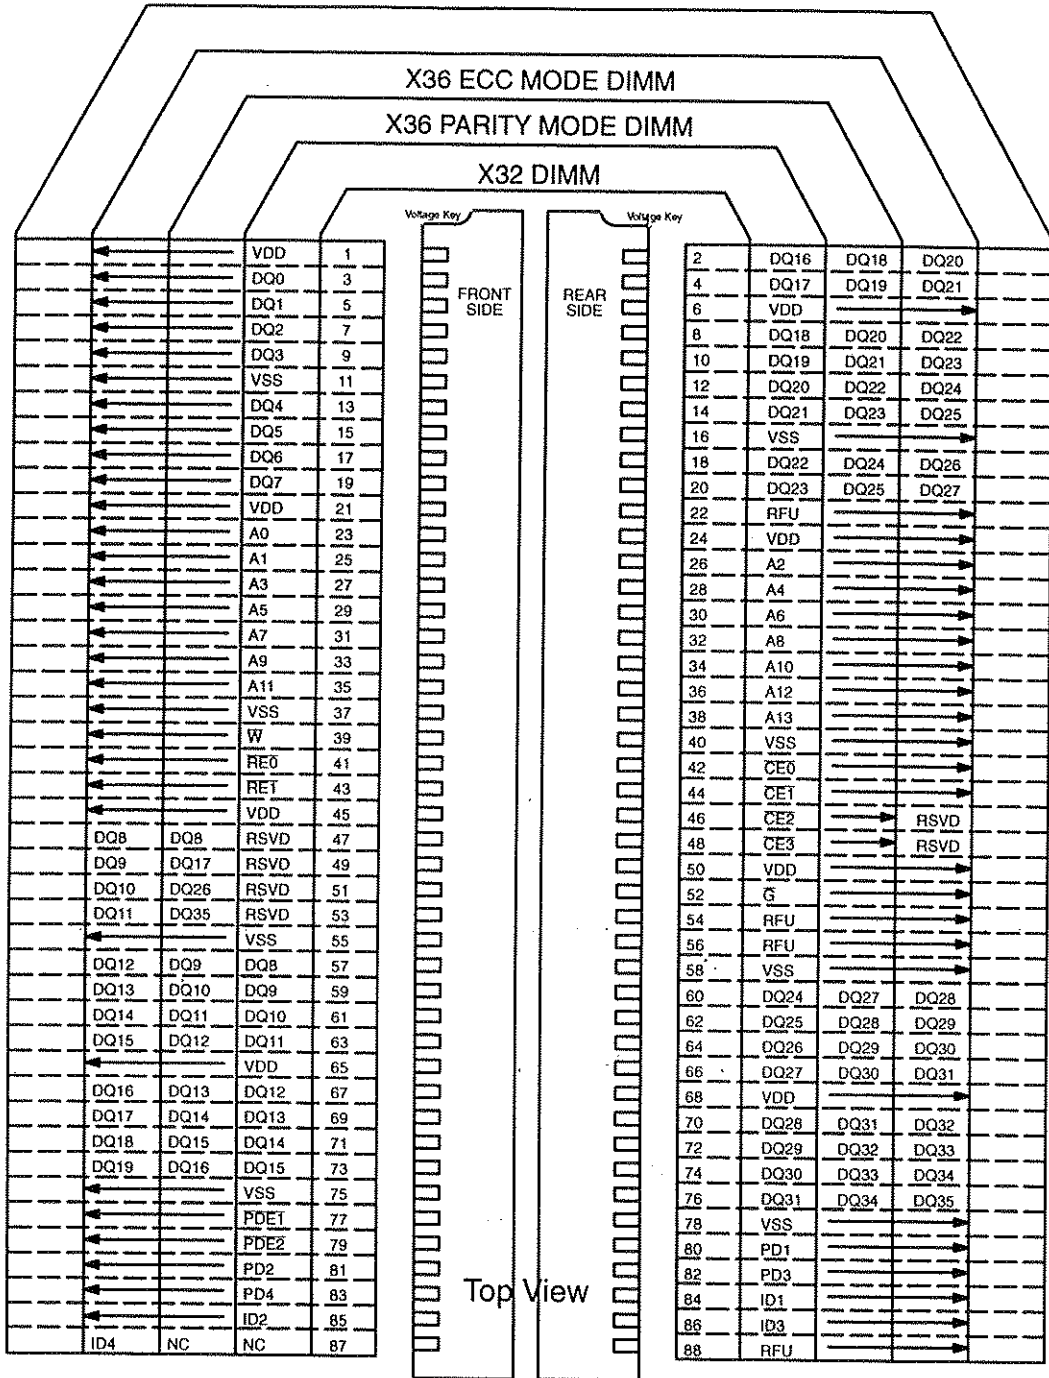 X36 ECC MODE DIMM
X36 PARITY MODE DIMM
X32 DIMM
Voltage Key
Voltage Key
FRONT SIDE
REAR SIDE
VDD 1
DQ0 3
DQ1 5
DQ2 7
DQ3 9
VSS 11
DQ4 13
DQ5 15
DQ6 17
DQ7 19
VDD 21
A0 23
A1 25
A3 27
A5 29
A7 31
A9 33
A11 35
VSS 37
W̅ 39
R̅E̅0̅ 41
R̅E̅1̅ 43
VDD 45
DQ8 DQ8 RSVD 47
DQ9 DQ17 RSVD 49
DQ10 DQ26 RSVD 51
DQ11 DQ35 RSVD 53
VSS 55
DQ12 DQ9 DQ8 57
DQ13 DQ10 DQ9 59
DQ14 DQ11 DQ10 61
DQ15 DQ12 DQ11 63
VDD 65
DQ16 DQ13 DQ12 67
DQ17 DQ14 DQ13 69
DQ18 DQ15 DQ14 71
DQ19 DQ16 DQ15 73
VSS 75
P̅D̅E̅1̅ 77
P̅D̅E̅2̅ 79
PD2 81
PD4 83
ID2 85
ID4 NC NC 87
2 DQ16 DQ18 DQ20
4 DQ17 DQ19 DQ21
6 VDD
8 DQ18 DQ20 DQ22
10 DQ19 DQ21 DQ23
12 DQ20 DQ22 DQ24
14 DQ21 DQ23 DQ25
16 VSS
18 DQ22 DQ24 DQ26
20 DQ23 DQ25 DQ27
22 RFU
24 VDD
26 A2
28 A4
30 A6
32 A8
34 A10
36 A12
38 A13
40 VSS
42 C̅E̅0̅
44 C̅E̅1̅
46 C̅E̅2̅ RSVD
48 C̅E̅3̅ RSVD
50 VDD
52 G̅
54 RFU
56 RFU
58 VSS
60 DQ24 DQ27 DQ28
62 DQ25 DQ28 DQ29
64 DQ26 DQ29 DQ30
66 DQ27 DQ30 DQ31
68 VDD
70 DQ28 DQ31 DQ32
72 DQ29 DQ32 DQ33
74 DQ30 DQ33 DQ34
76 DQ31 DQ34 DQ35
78 VSS
80 PD1
82 PD3
84 ID1
86 ID3
88 RFU
Top View